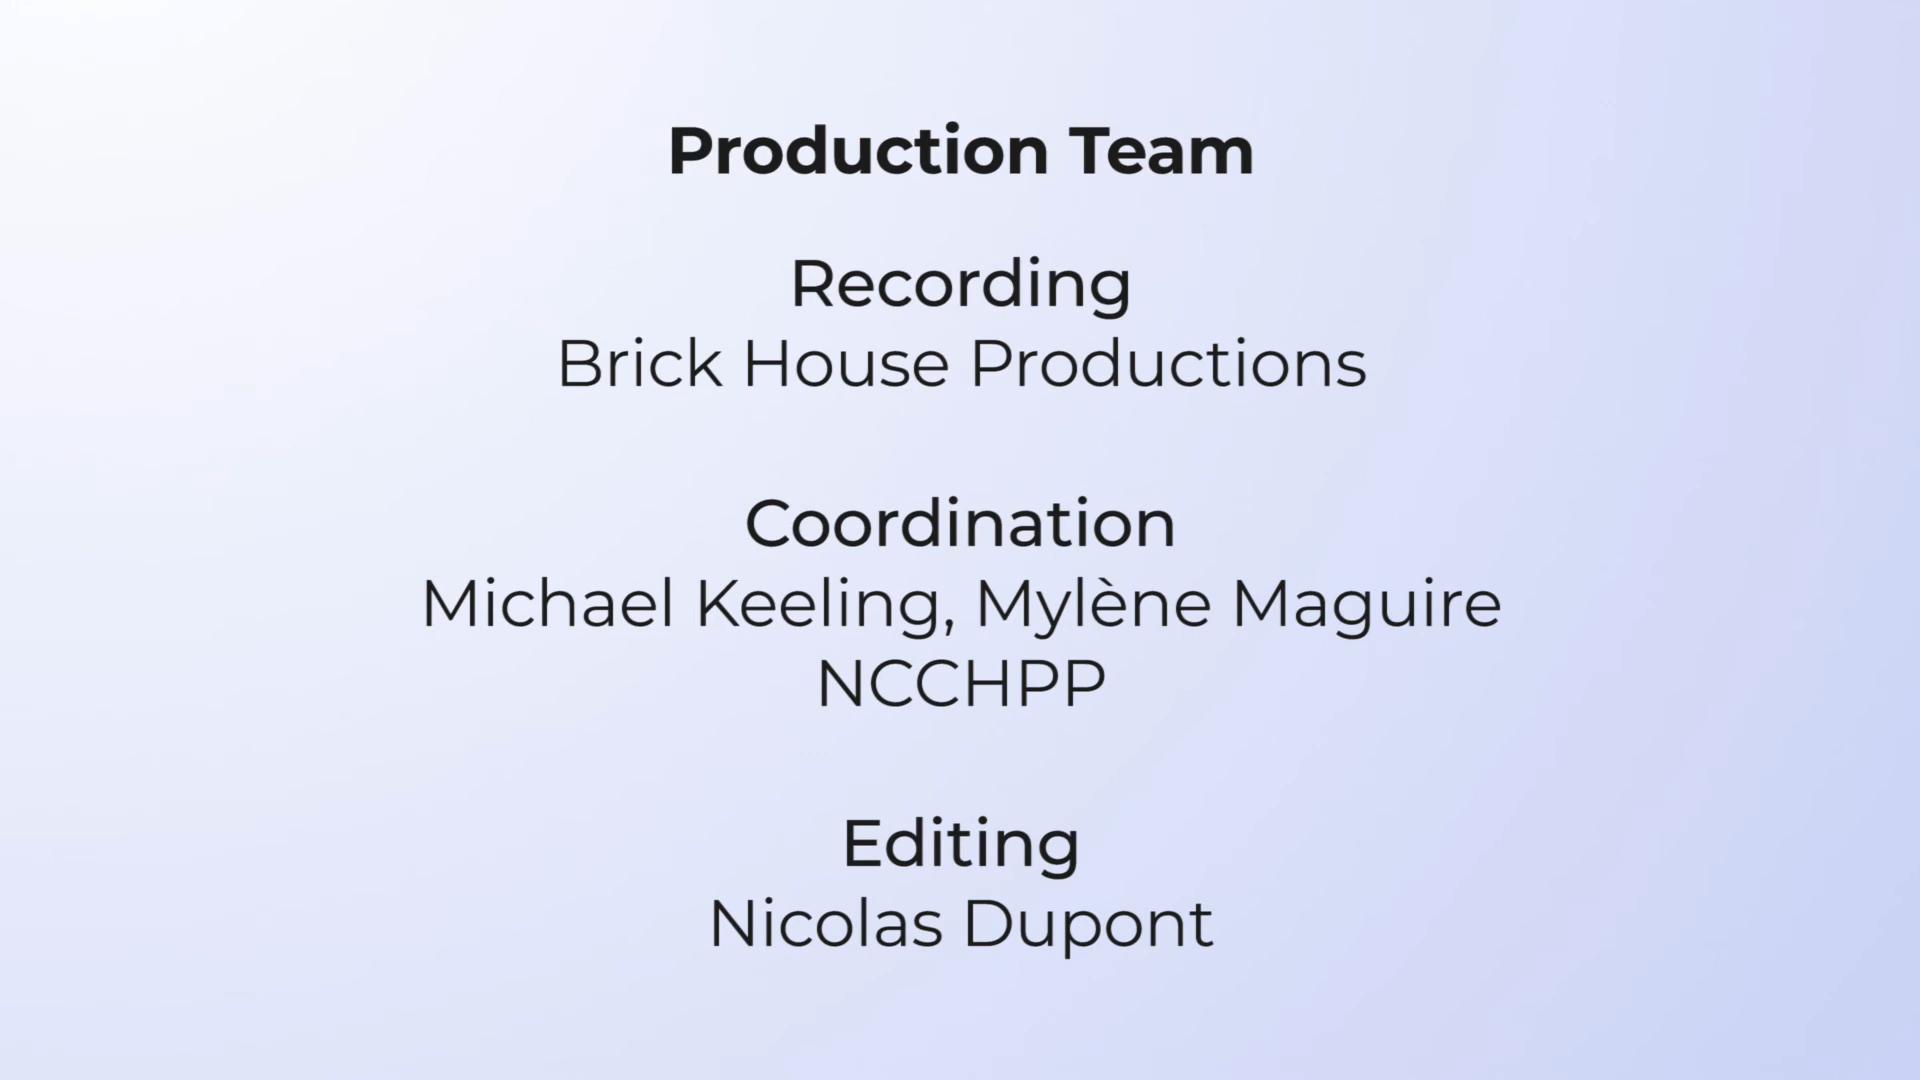 Production Team
Recording
Brick House Productions
Coordination
Michael Keeling, Mylène Maguire
NCCHPP
Editing
Nicolas Dupont